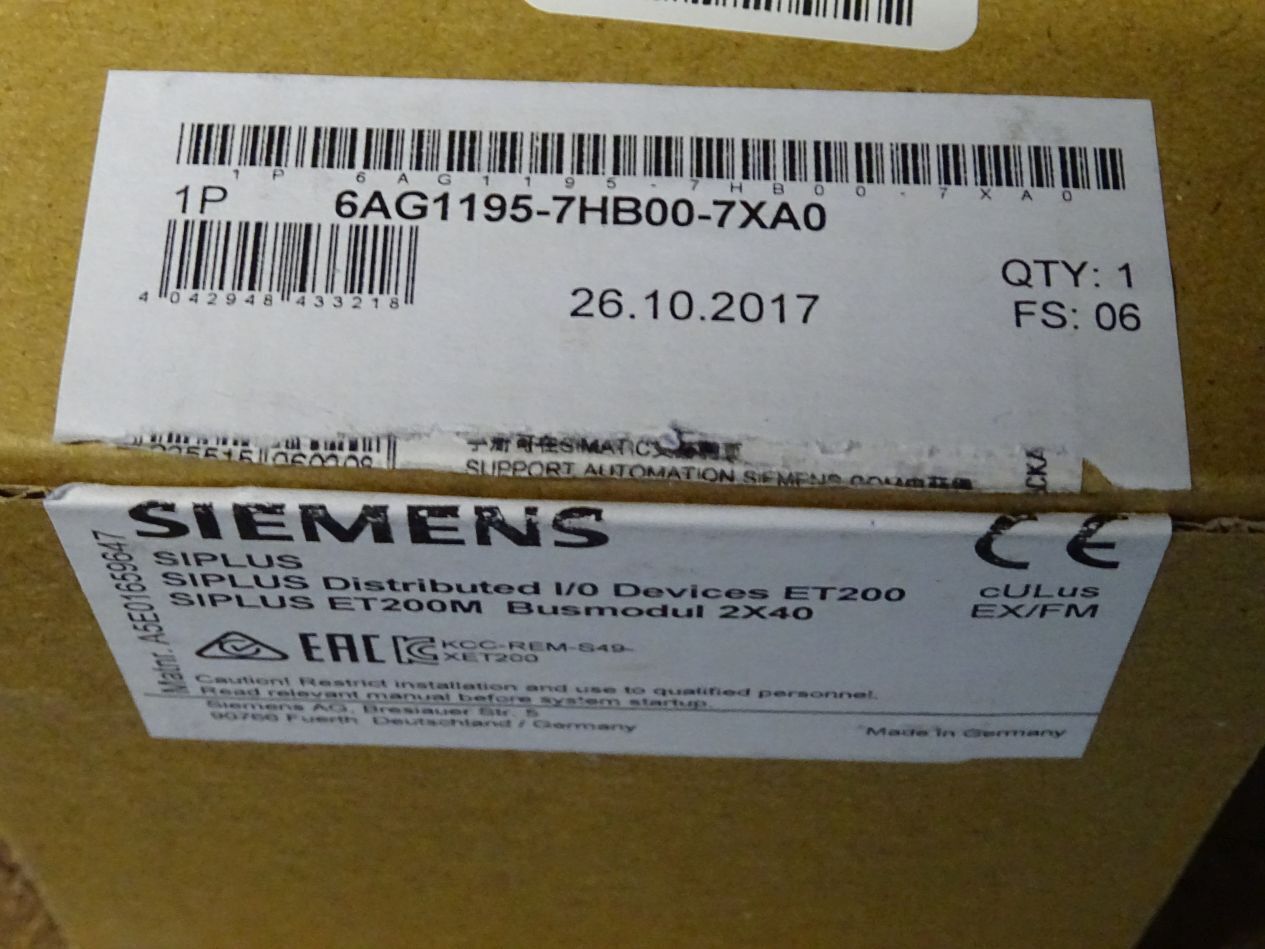 1P 6AG1195-7HB00-7XA0
1P 6AG1195-7HB00-7XA0
4 042948 433218
26.10.2017
QTY: 1
FS: 06
SUPPORT AUTOMATION SIEMENS
SIEMENS
CE
SIPLUS
SIPLUS Distributed I/0 Devices ET200
SIPLUS ET200M Busmodul 2X40
cULus
EX/FM
Matnr. A5E01659647
EAC
KCC-REM-S49-
XET200
Caution! Restrict installation and use to qualified personnel.
Read relevant manual before system startup.
Siemens AG, Breslauer Str. 5
90766 Fuerth Deutschland / Germany
Made in Germany